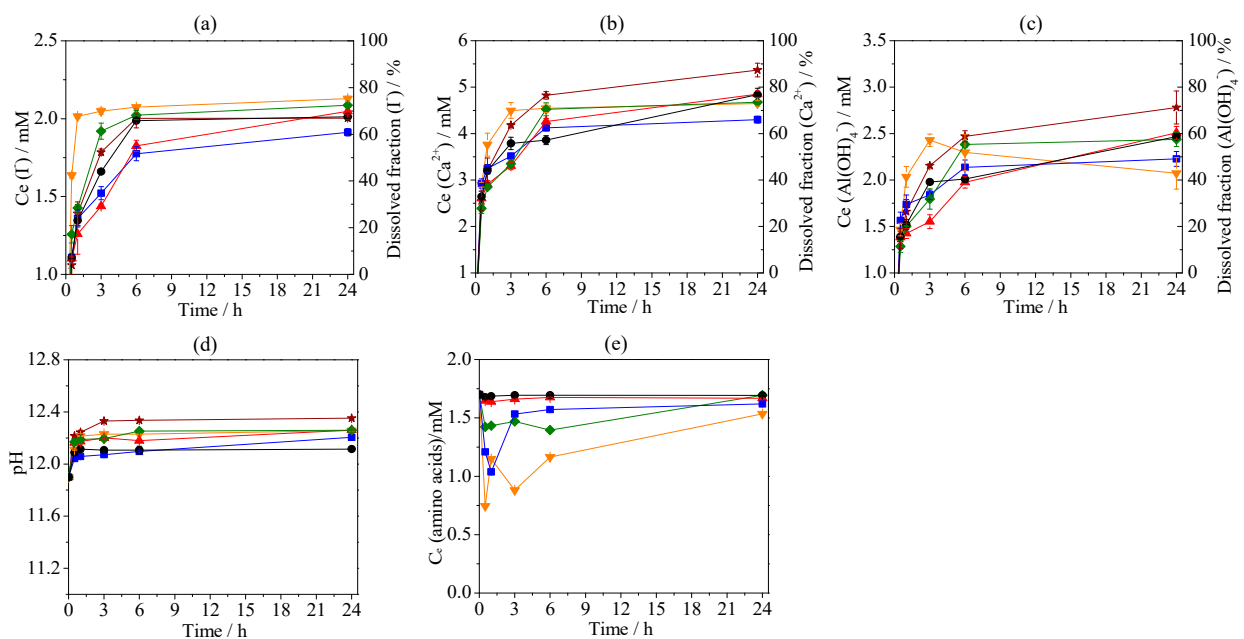 (a)
2.5
2.0
1.5
1.0
Ce (I⁻) / mM
100
80
60
40
20
0
Dissolved fraction (I⁻) / %
0 3 6 9 12 15 18 21 24
Time / h
(b)
6
5
4
3
2
1
Ce (Ca²⁺) / mM
100
80
60
40
20
0
Dissolved fraction (Ca²⁺) / %
0 3 6 9 12 15 18 21 24
Time / h
(c)
3.5
3.0
2.5
2.0
1.5
1.0
Ce (Al(OH)₄⁻) / mM
100
80
60
40
20
0
Dissolved fraction (Al(OH)₄⁻) / %
0 3 6 9 12 15 18 21 24
Time / h
(d)
12.8
12.4
12.0
11.6
11.2
pH
0 3 6 9 12 15 18 21 24
Time / h
(e)
2.0
1.5
1.0
0.5
0.0
Cₑ (amino acids)/mM
0 3 6 9 12 15 18 21 24
Time / h